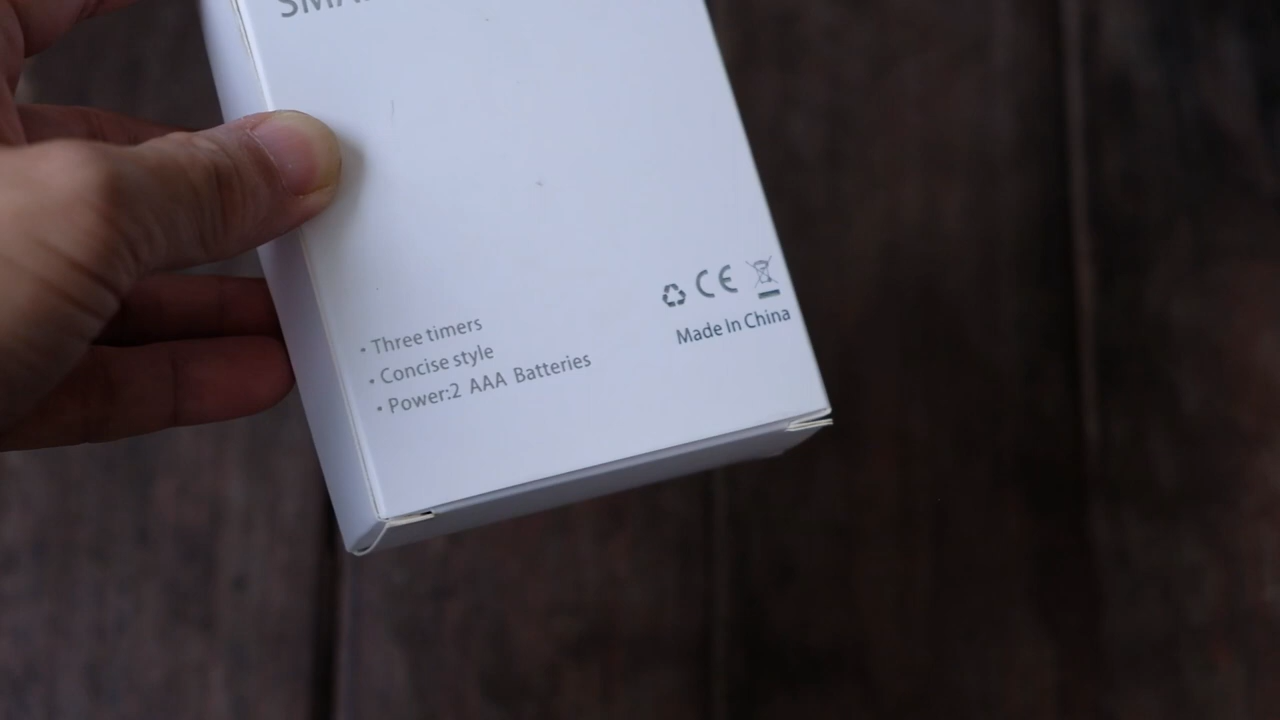 • Three timers
• Concise style
• Power:2 AAA Batteries
CE
Made In China